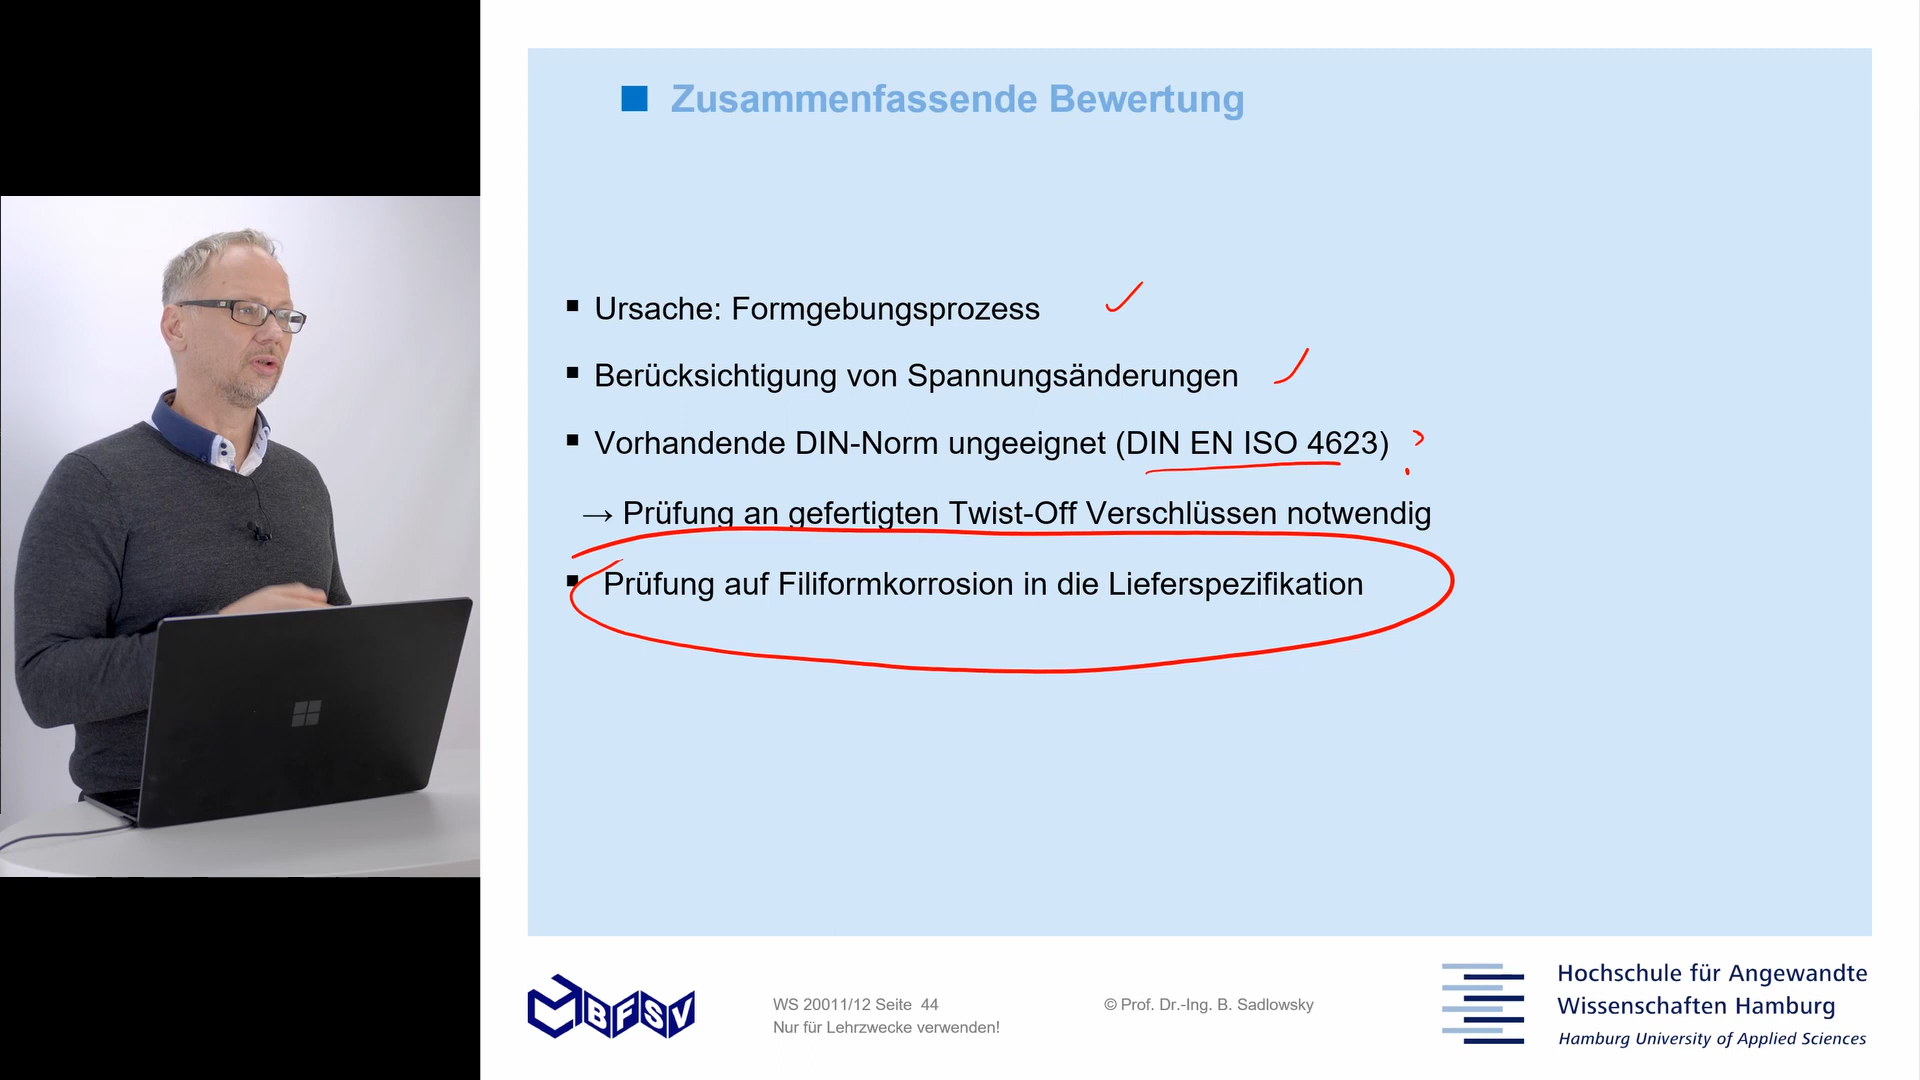 Zusammenfassende Bewertung
Ursache: Formgebungsprozess
Berücksichtigung von Spannungsänderungen
Vorhandende DIN-Norm ungeeignet (DIN EN ISO 4623) ?
→ Prüfung an gefertigten Twist-Off Verschlüssen notwendig
Prüfung auf Filiformkorrosion in die Lieferspezifikation
BFSV
WS 20011/12 Seite 44
Nur für Lehrzwecke verwenden!
© Prof. Dr.-Ing. B. Sadlowsky
Hochschule für Angewandte
Wissenschaften Hamburg
Hamburg University of Applied Sciences